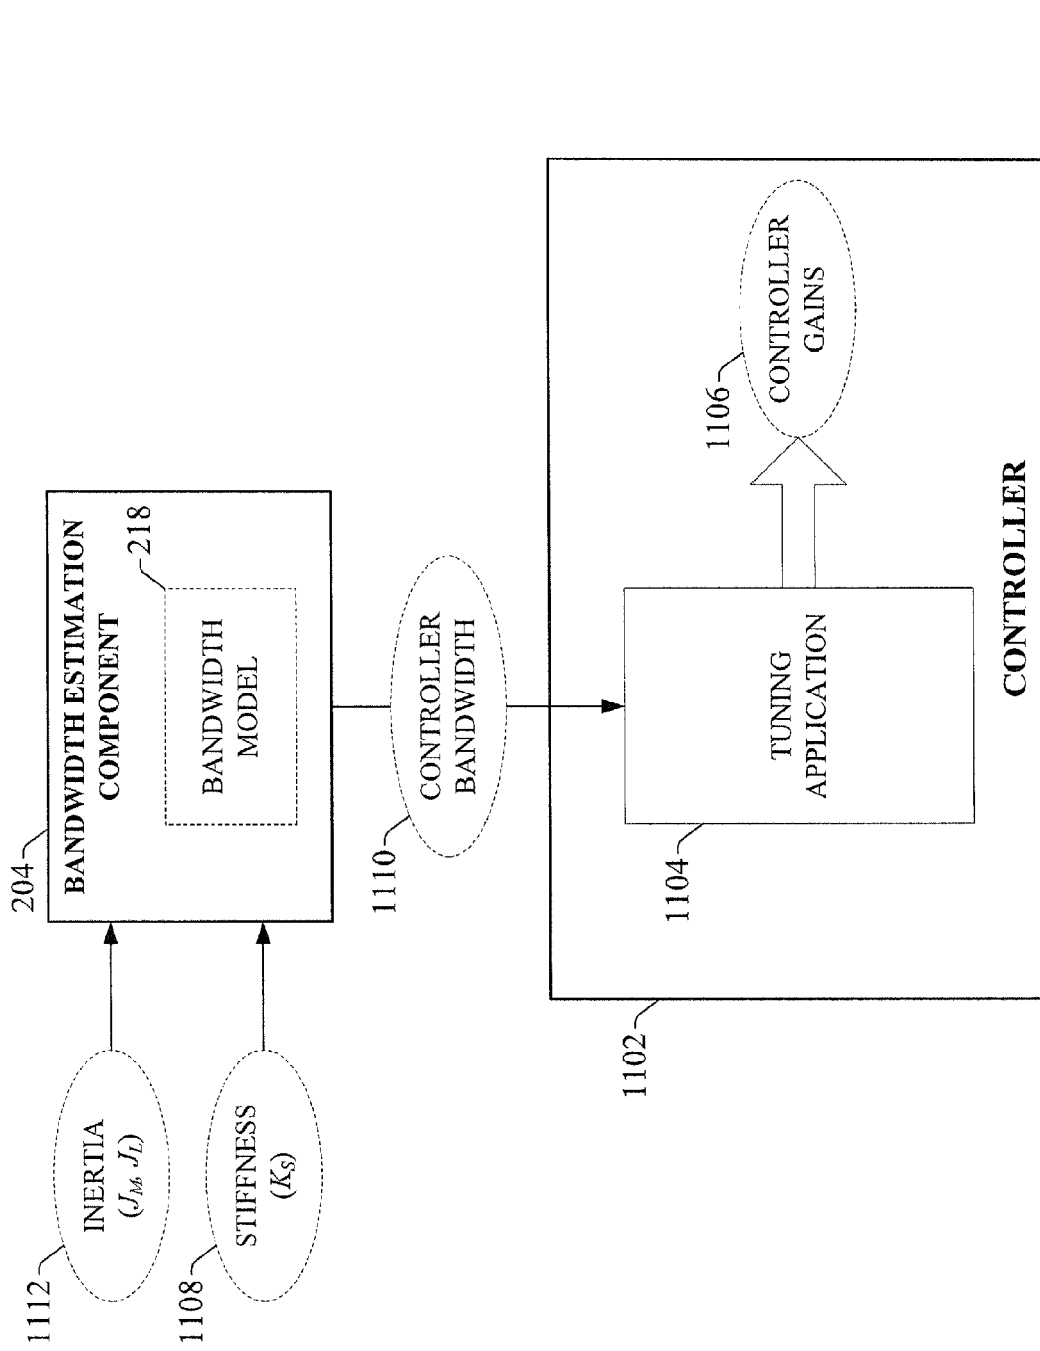 204
BANDWIDTH ESTIMATION
COMPONENT
218
BANDWIDTH
MODEL
1112
INERTIA
(J_M, J_L)
1108
STIFFNESS
(K_S)
1110
CONTROLLER
BANDWIDTH
1102
1104
TUNING
APPLICATION
1106
CONTROLLER
GAINS
CONTROLLER